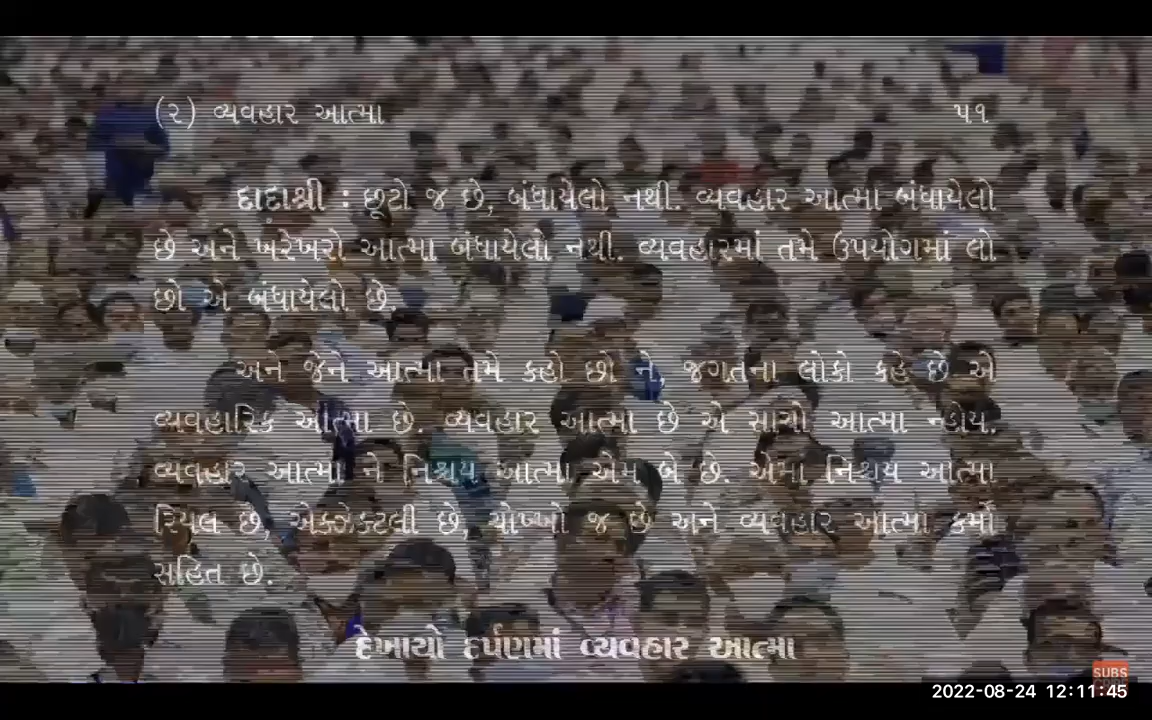 (૨) વ્યવહાર આત્મા ૫૧
દાદાશ્રી : છૂટો જ છે, બંધાયેલો નથી. વ્યવહાર આત્મા બંધાયેલો
છે અને ખરેખરો આત્મા બંધાયેલો નથી. વ્યવહારમાં તમે ઉપયોગમાં લો
છો એ બંધાયેલો છે.
અને જેને આત્મા તમે કહો છો ને, જગતના લોકો કહે છે એ
વ્યવહારિક આત્મા છે. વ્યવહાર આત્મા છે એ સાચો આત્મા ન્હોય.
વ્યવહાર આત્મા ને નિશ્ચય આત્મા એમ બે છે. એમાં નિશ્ચય આત્મા
રિયલ છે, એક્ઝેક્ટલી છે, ચોખ્ખો જ છે અને વ્યવહાર આત્મા કર્મો
સહિત છે.
દેખાયો દર્પણમાં વ્યવહાર આત્મા
SUBS
2022-08-24 12:11:45